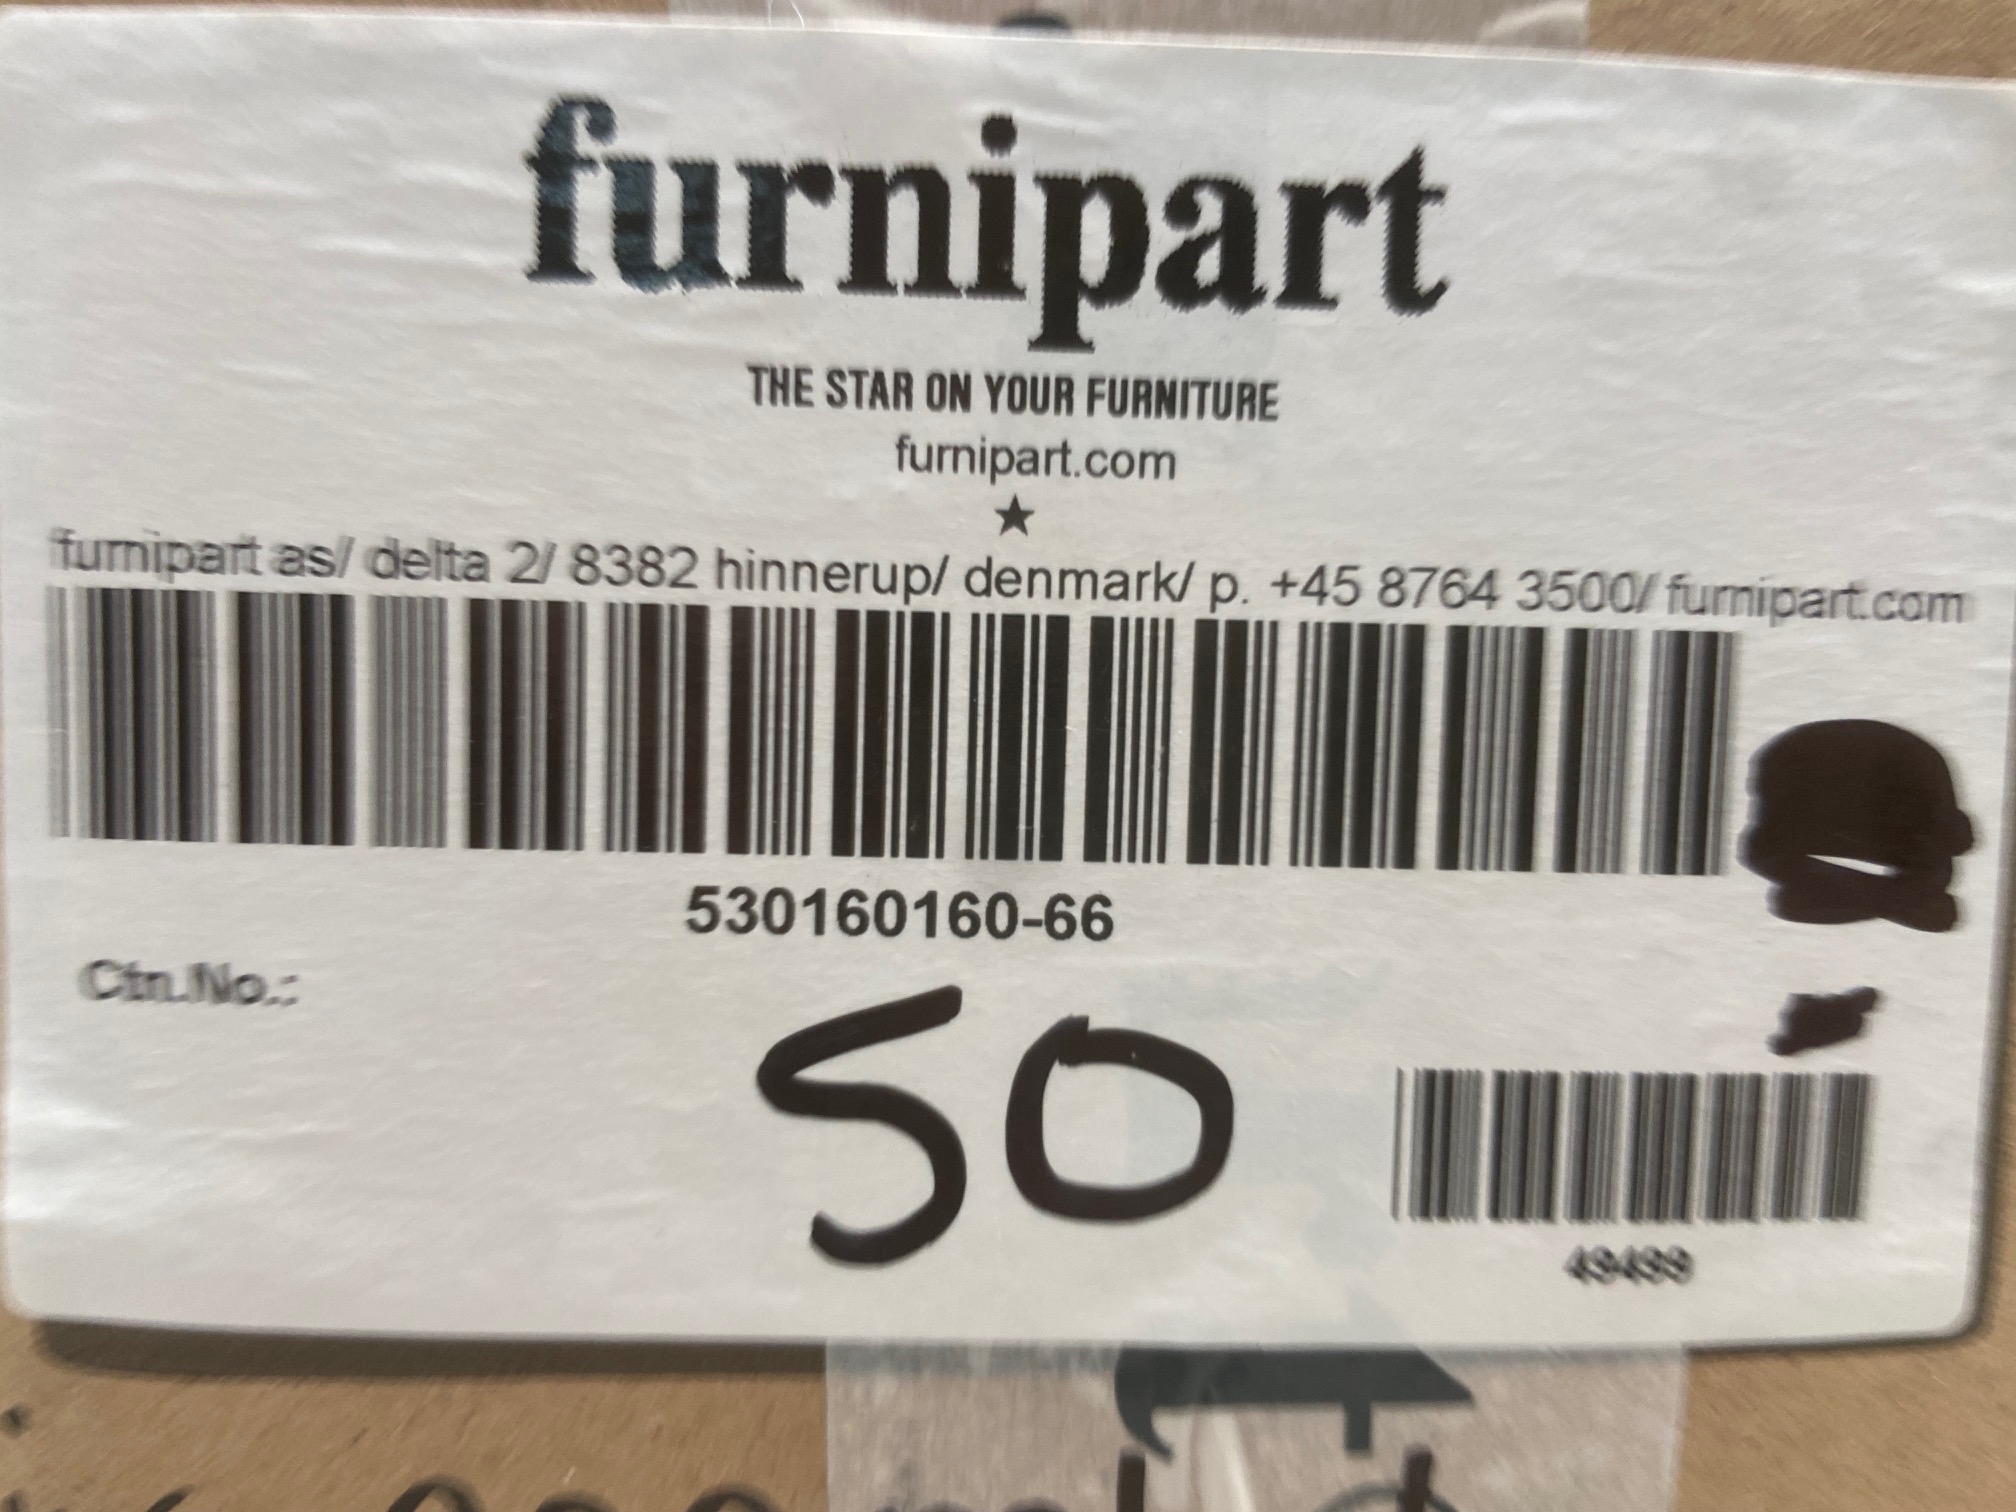 furnipart
THE STAR ON YOUR FURNITURE
furnipart.com
furnipart as/ delta 2/ 8382 hinnerup/ denmark/ p. +45 8764 3500/ furnipart.com
530160160-66
Ctn.No.:
50